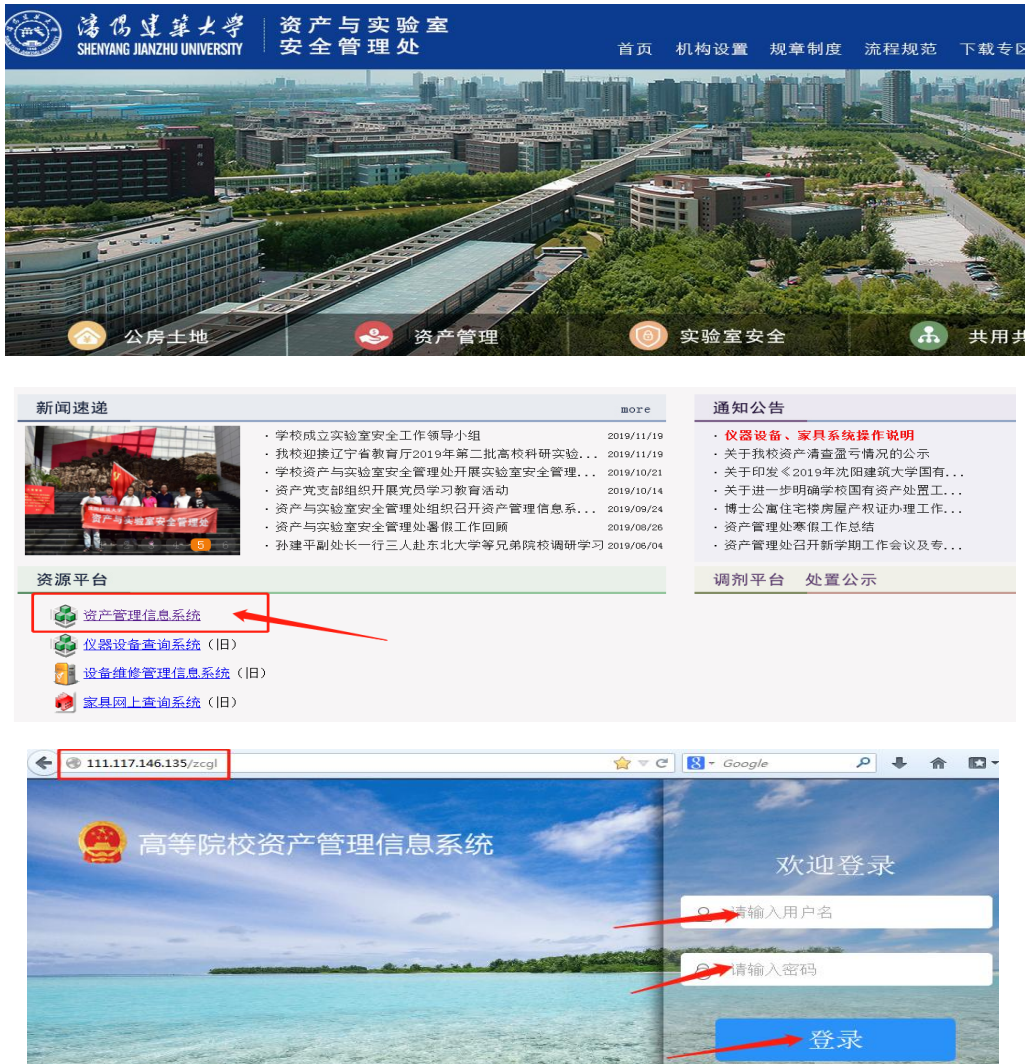 沈阳建筑大学
SHENYANG JIANZHU UNIVERSITY
资产与实验室
安全管理处
首页 机构设置 规章制度 流程规范 下载专区
公房土地 资产管理 实验室安全 共用共
新闻速递 more
· 学校成立实验室安全工作领导小组 2019/11/19
· 我校迎接辽宁省教育厅2019年第二批高校科研实验... 2019/11/19
· 学校资产与实验室安全管理处开展实验室安全管理... 2019/10/21
· 资产党支部组织开展党员学习教育活动 2019/10/14
· 资产与实验室安全管理处组织召开资产管理信息系... 2019/09/24
· 资产与实验室安全管理处暑假工作回顾 2019/08/26
· 孙建平副处长一行三人赴东北大学等兄弟院校调研学习 2019/06/04
资产与实验室安全管理处
5
通知公告
· 仪器设备、家具系统操作说明
· 关于我校资产清查盈亏情况的公示
· 关于印发《2019年沈阳建筑大学国有...
· 关于进一步明确学校国有资产处置工...
· 博士公寓住宅楼房屋产权证办理工作...
· 资产管理处寒假工作总结
· 资产管理处召开新学期工作会议及专...
资源平台
资产管理信息系统
仪器设备查询系统（旧）
设备维修管理信息系统（旧）
家具网上查询系统（旧）
调剂平台 处置公示
111.117.146.135/zcgl
Google
高等院校资产管理信息系统
欢迎登录
请输入用户名
请输入密码
登录